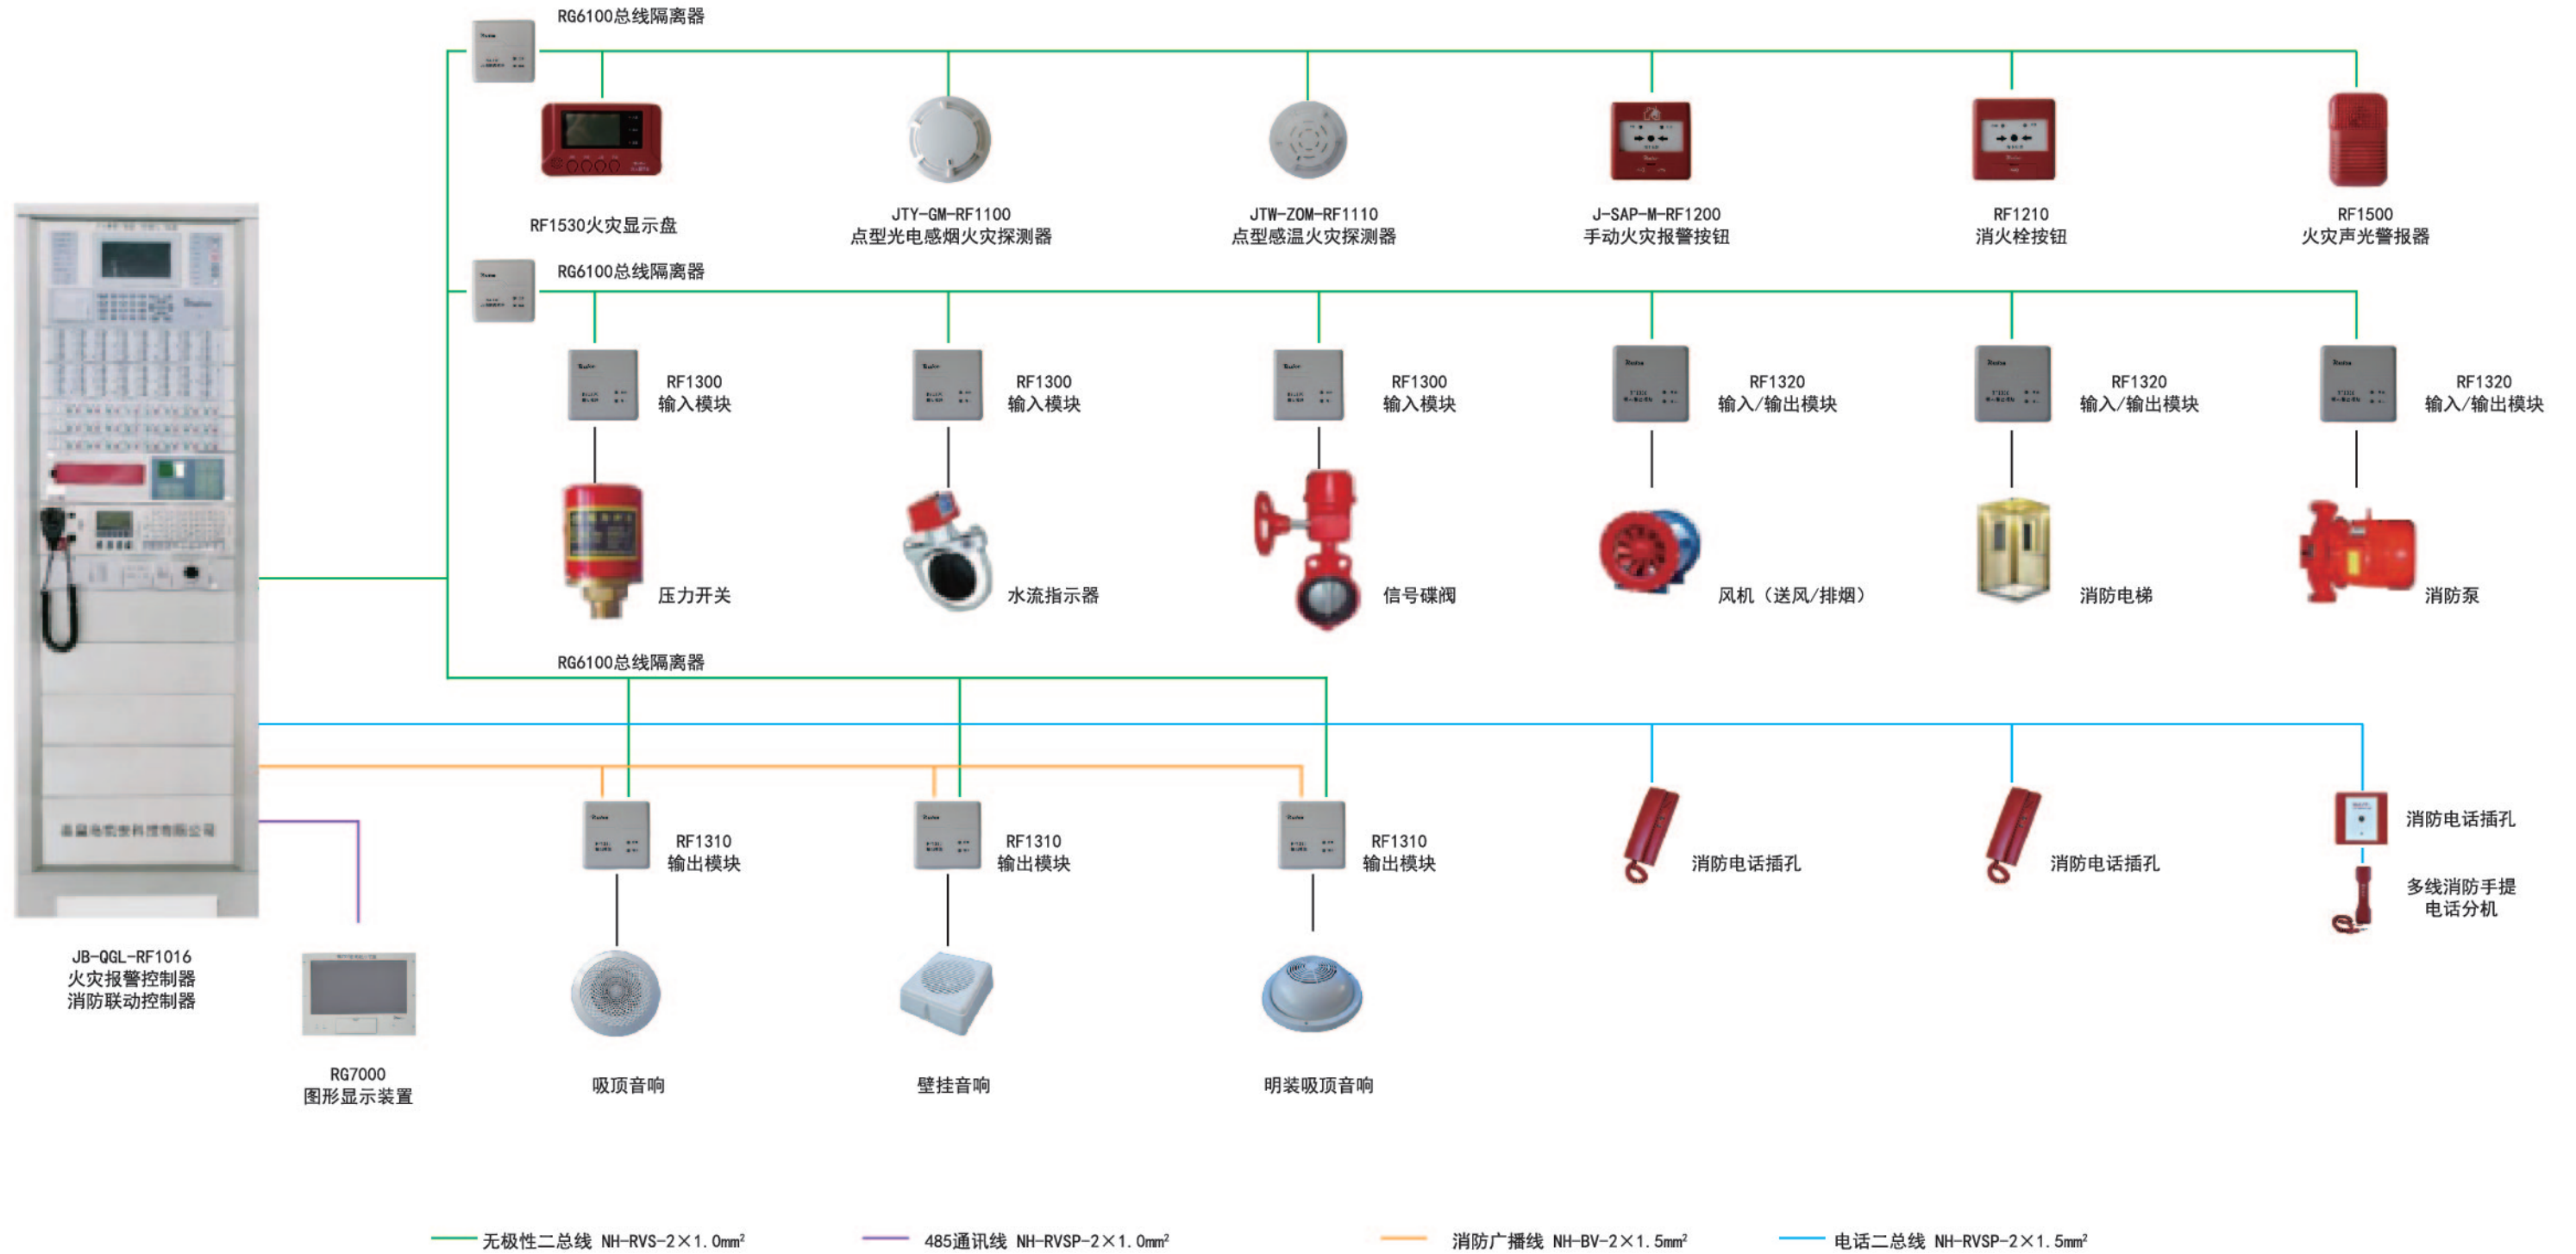 RG6100总线隔离器
RF1530火灾显示盘
JTY-GM-RF1100
点型光电感烟火灾探测器
JTW-ZOM-RF1110
点型感温火灾探测器
J-SAP-M-RF1200
手动火灾报警按钮
RF1210
消火栓按钮
RF1500
火灾声光警报器
RG6100总线隔离器
RF1300
输入模块
RF1300
输入模块
RF1300
输入模块
RF1320
输入/输出模块
RF1320
输入/输出模块
RF1320
输入/输出模块
压力开关
水流指示器
信号碟阀
风机（送风/排烟）
消防电梯
消防泵
RG6100总线隔离器
RF1310
输出模块
RF1310
输出模块
RF1310
输出模块
消防电话插孔
消防电话插孔
消防电话插孔
多线消防手提
电话分机
JB-QGL-RF1016
火灾报警控制器
消防联动控制器
RG7000
图形显示装置
吸顶音响
壁挂音响
明装吸顶音响
无极性二总线 NH-RVS-2×1.0mm²
485通讯线 NH-RVSP-2×1.0mm²
消防广播线 NH-BV-2×1.5mm²
电话二总线 NH-RVSP-2×1.5mm²